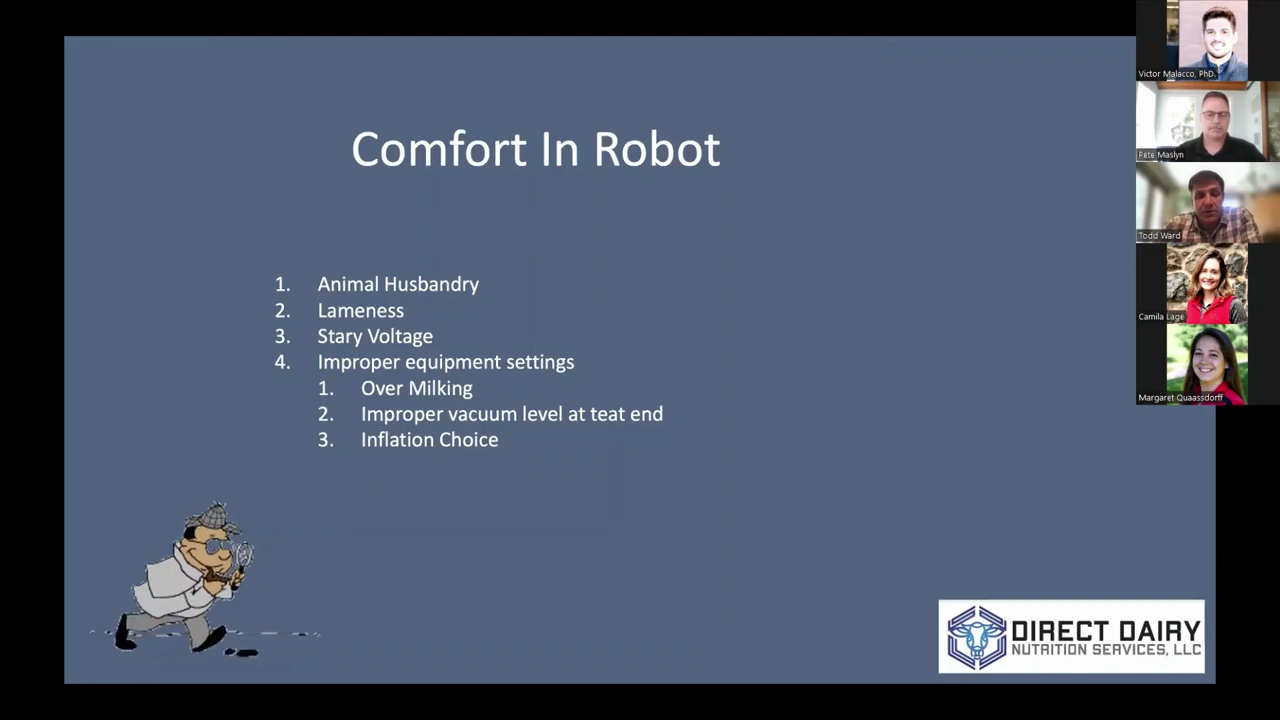 Comfort In Robot
1. Animal Husbandry
2. Lameness
3. Stary Voltage
4. Improper equipment settings
1. Over Milking
2. Improper vacuum level at teat end
3. Inflation Choice
DIRECT DAIRY
NUTRITION SERVICES, LLC
Victor Malacco, PhD.
Pete Maslyn
Todd Ward
Camila Lage
Margaret Quaassdorff